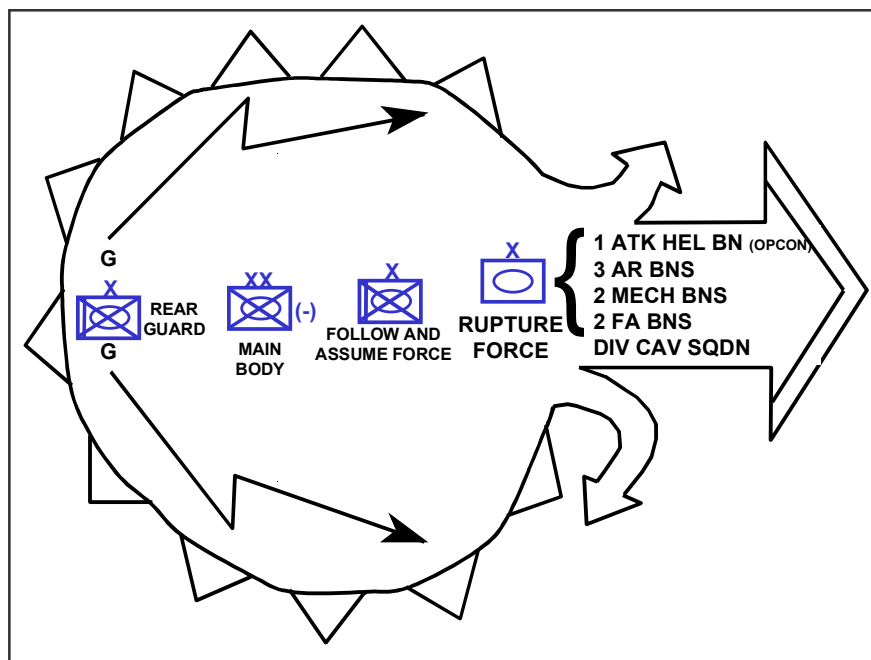 G
X
REAR
GUARD
G
XX
(-)
MAIN
BODY
X
FOLLOW AND
ASSUME FORCE
X
RUPTURE
FORCE
1 ATK HEL BN (OPCON)
3 AR BNS
2 MECH BNS
2 FA BNS
DIV CAV SQDN